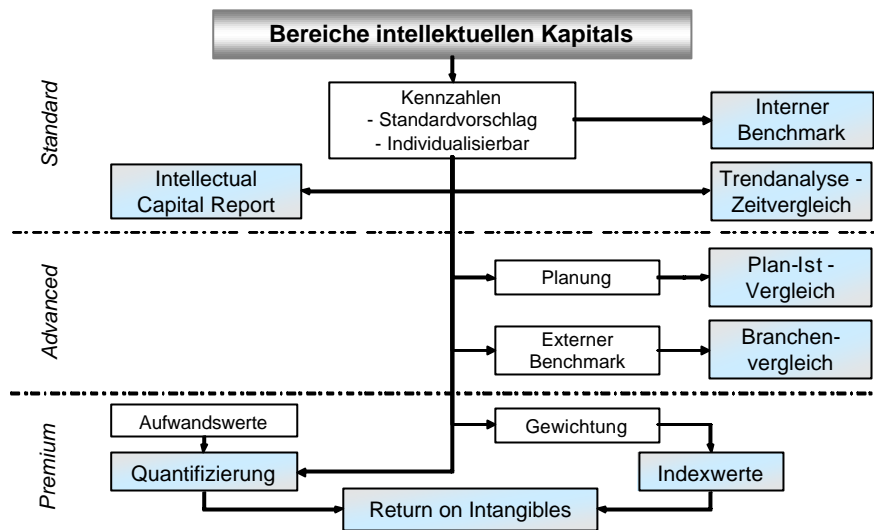 Bereiche intellektuellen Kapitals
Standard
Kennzahlen
- Standardvorschlag
- Individualisierbar
Interner
Benchmark
Intellectual
Capital Report
Trendanalyse -
Zeitvergleich
Advanced
Planung
Plan-Ist -
Vergleich
Externer
Benchmark
Branchen-
vergleich
Premium
Aufwandswerte
Gewichtung
Quantifizierung
Indexwerte
Return on Intangibles